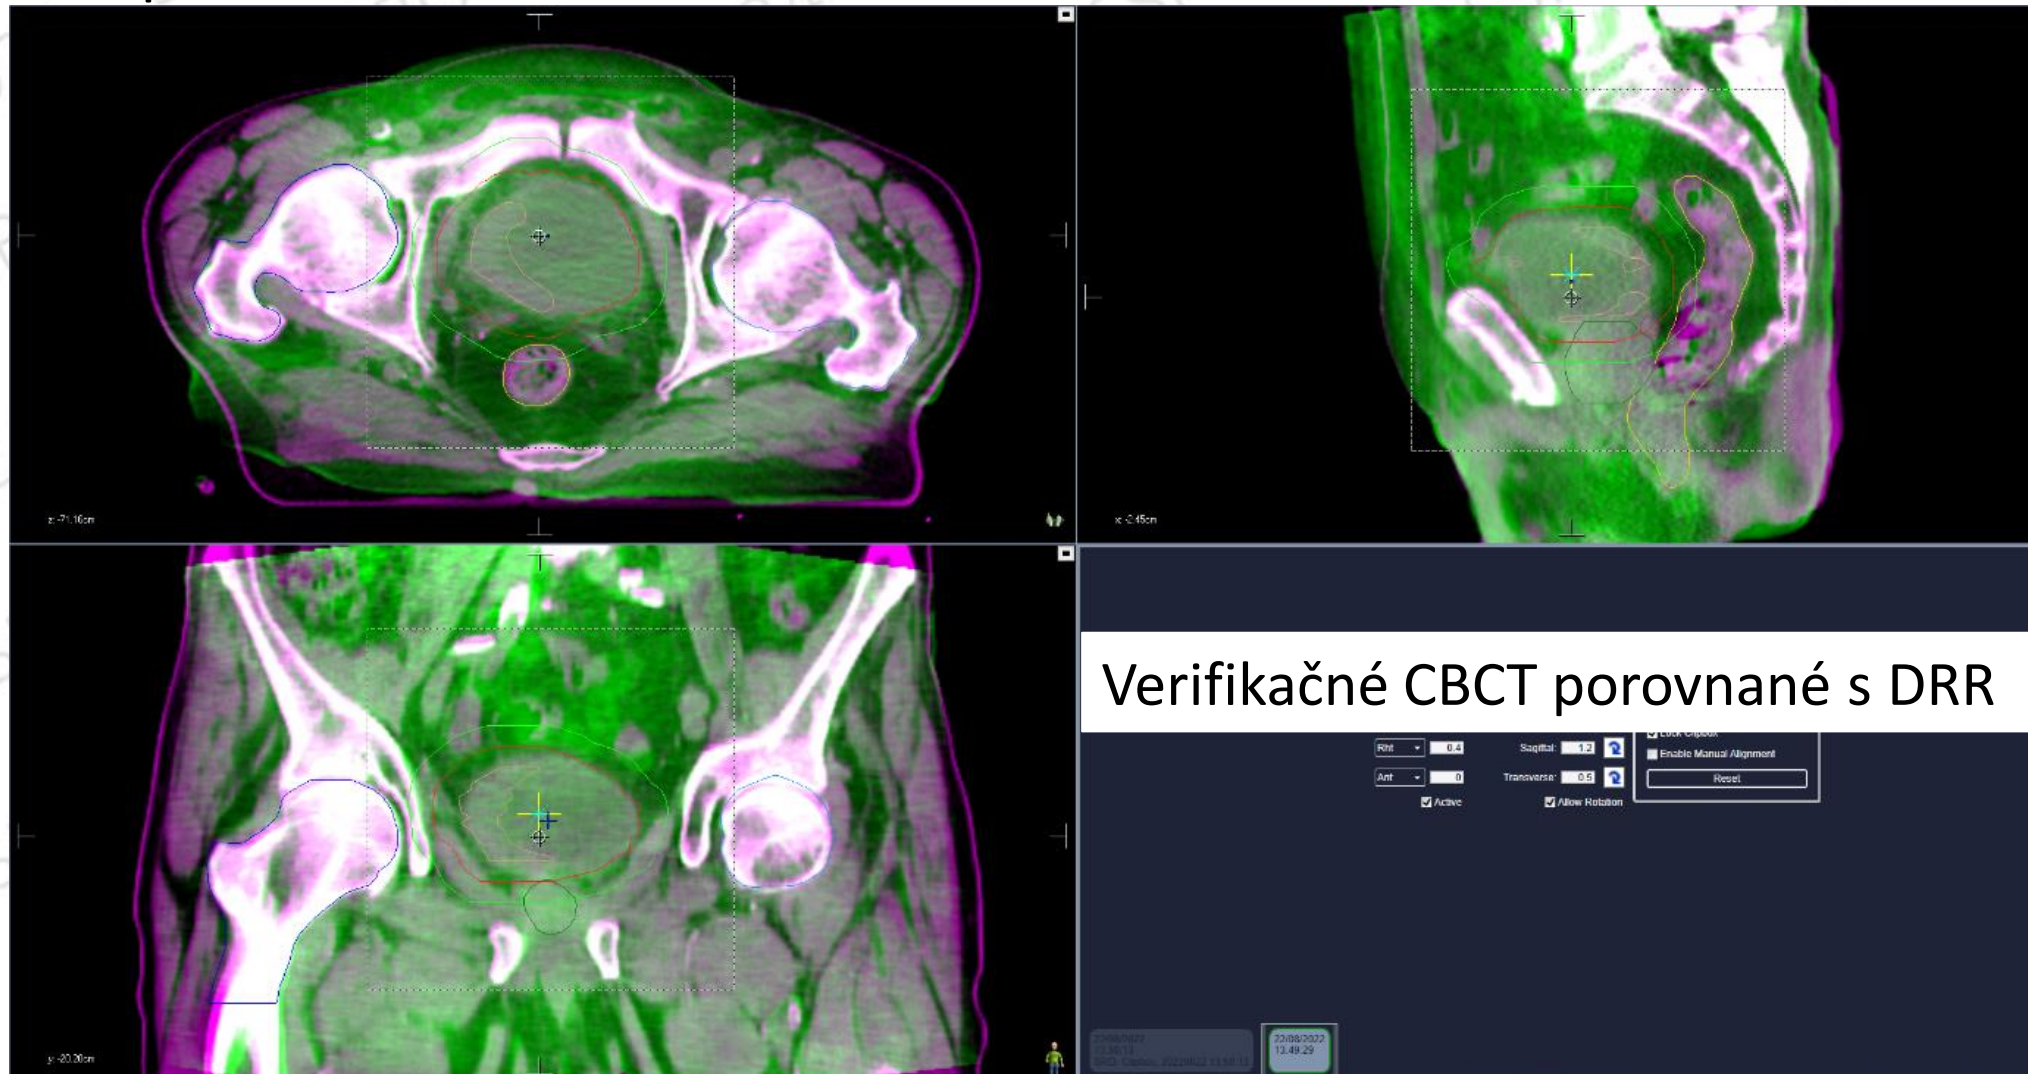 z: -71.16cm
x: -2.45cm
y: -20.20cm
Verifikačné CBCT porovnané s DRR
Enable Manual Alignment
Rht 0.4 Sagittal: 1.2
Ant 0 Transverse: 0.5
Reset
Active Allow Rotation
22/08/2022
13.49.29